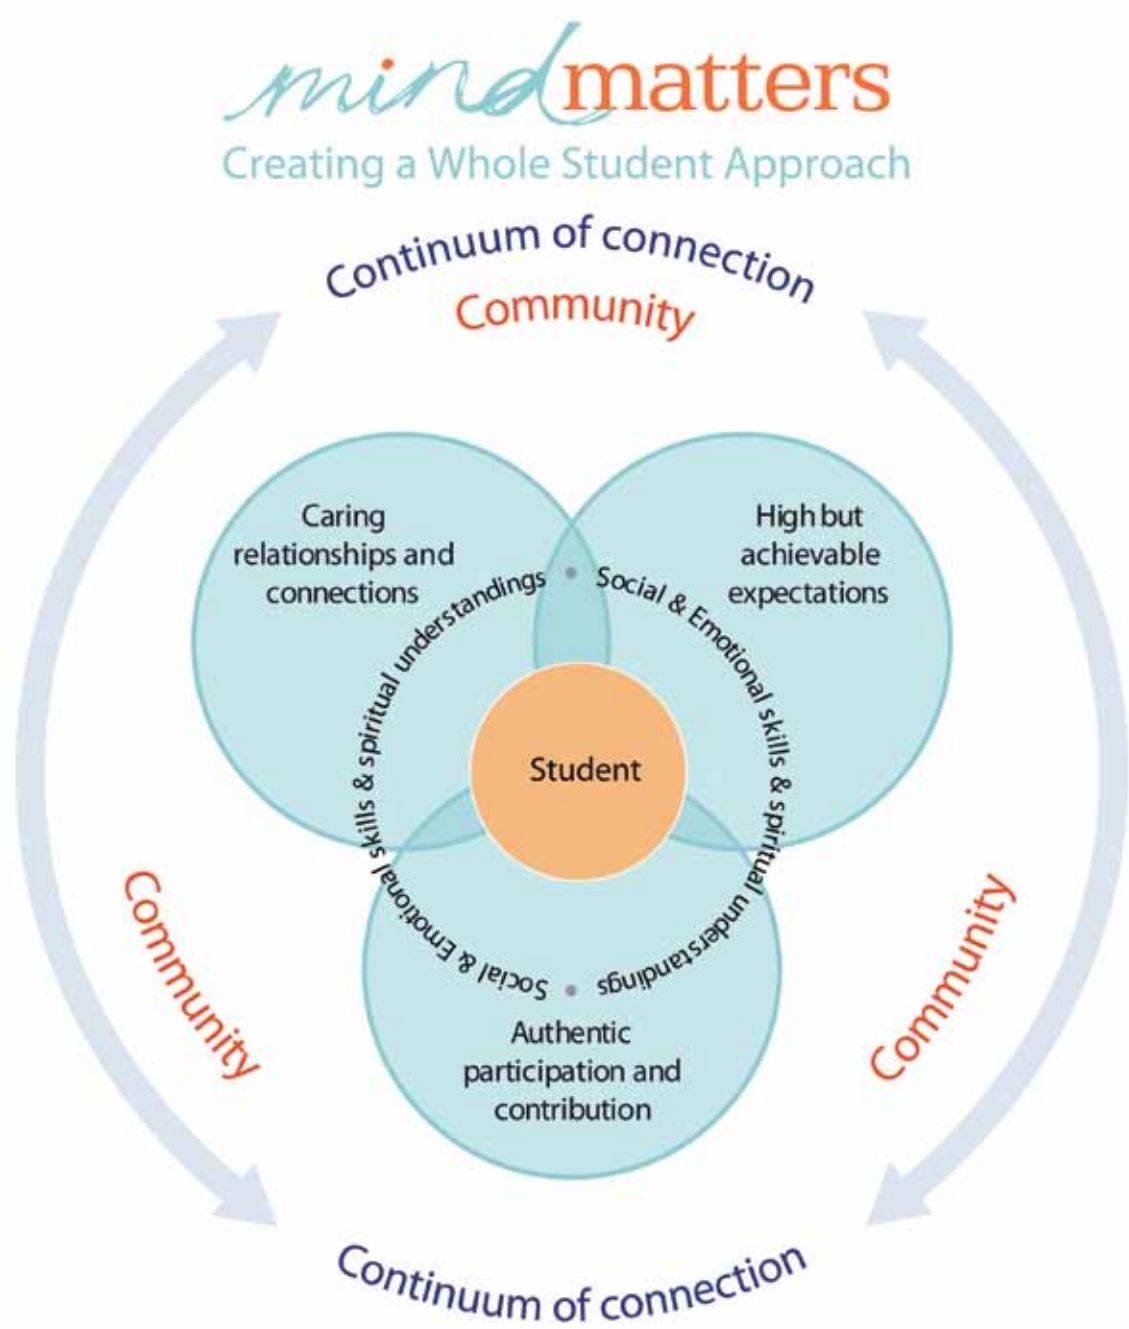 mindmatters
Creating a Whole Student Approach
Continuum of connection
Community
Caring
relationships and
connections
High but
achievable
expectations
Social & Emotional skills & spiritual understandings
Social & Emotional skills & spiritual understandings
Student
Community
Community
Authentic
participation and
contribution
Continuum of connection